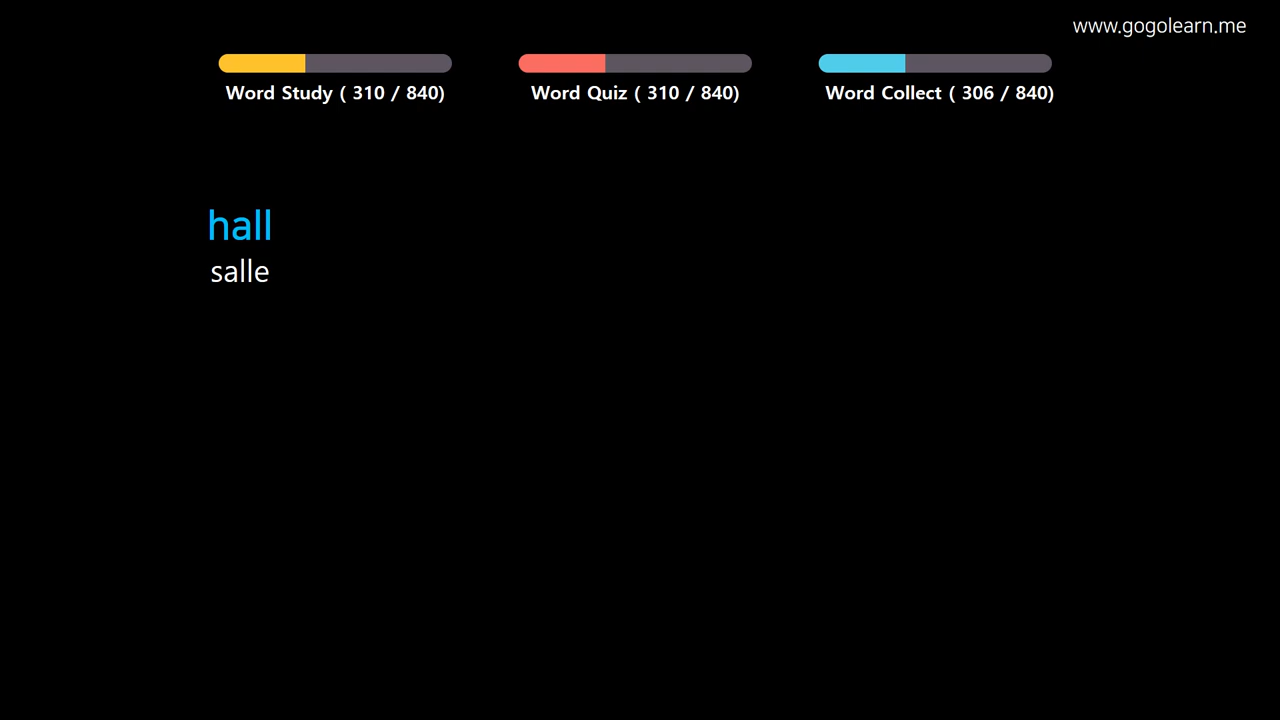 www.gogolearn.me
Word Study ( 310 / 840)
Word Quiz ( 310 / 840)
Word Collect ( 306 / 840)
hall
salle